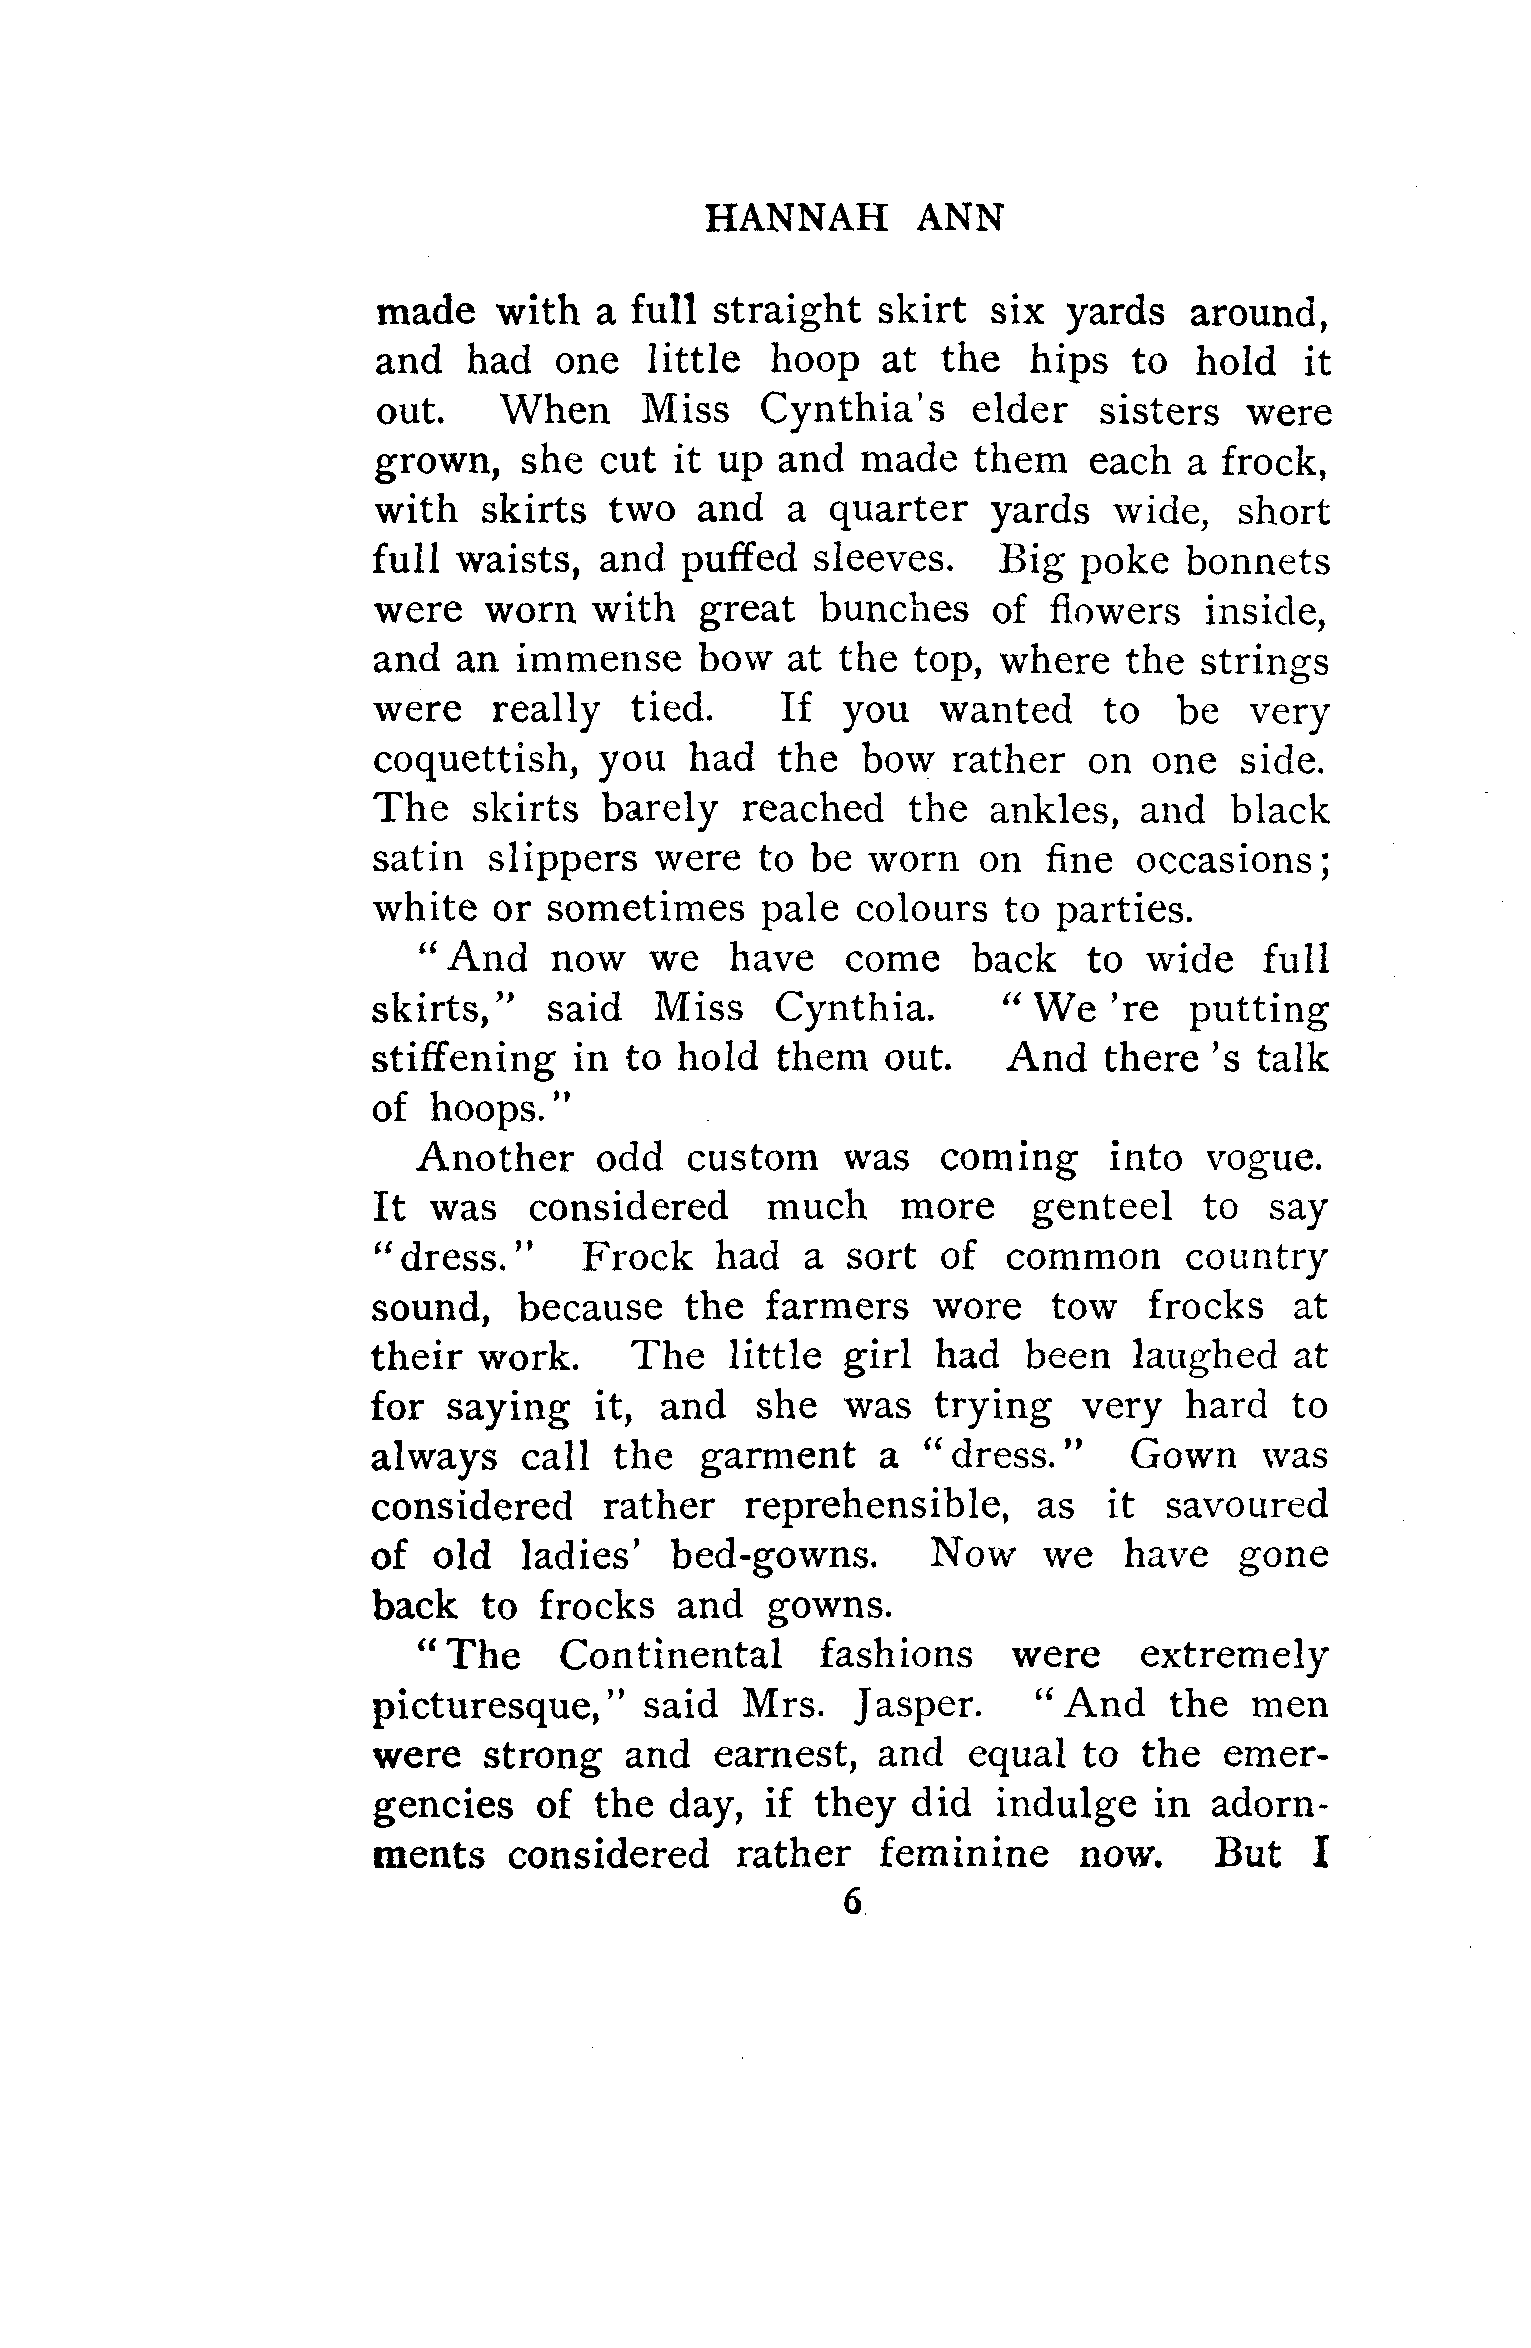 HANNAH ANN
made with a full straight skirt six yards around,
and had one little hoop at the hips to hold it
out. When Miss Cynthia's elder sisters were
grown, she cut it up and made them each a frock,
with skirts two and a quarter yards wide, short
full waists, and puffed sleeves. Big poke bonnets
were worn with great bunches of flowers inside,
and an immense bow at the top, where the strings
were really tied. If you wanted to be very
coquettish, you had the bow rather on one side.
The skirts barely reached the ankles, and black
satin slippers were to be worn on fine occasions;
white or sometimes pale colours to parties.
"And now we have come back to wide full
skirts," said Miss Cynthia. "We 're putting
stiffening in to hold them out. And there 's talk
of hoops."
Another odd custom was coming into vogue.
It was considered much more genteel to say
"dress." Frock had a sort of common country
sound, because the farmers wore tow frocks at
their work. The little girl had been laughed at
for saying it, and she was trying very hard to
always call the garment a "dress." Gown was
considered rather reprehensible, as it savoured
of old ladies' bed-gowns. Now we have gone
back to frocks and gowns.
"The Continental fashions were extremely
picturesque," said Mrs. Jasper. "And the men
were strong and earnest, and equal to the emer-
gencies of the day, if they did indulge in adorn-
ments considered rather feminine now. But I
6